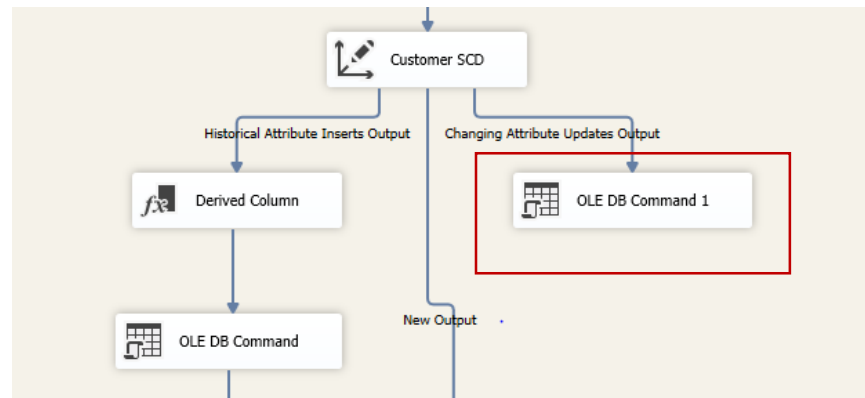 Customer SCD
Historical Attribute Inserts Output
Changing Attribute Updates Output
fx
Derived Column
OLE DB Command 1
New Output
OLE DB Command